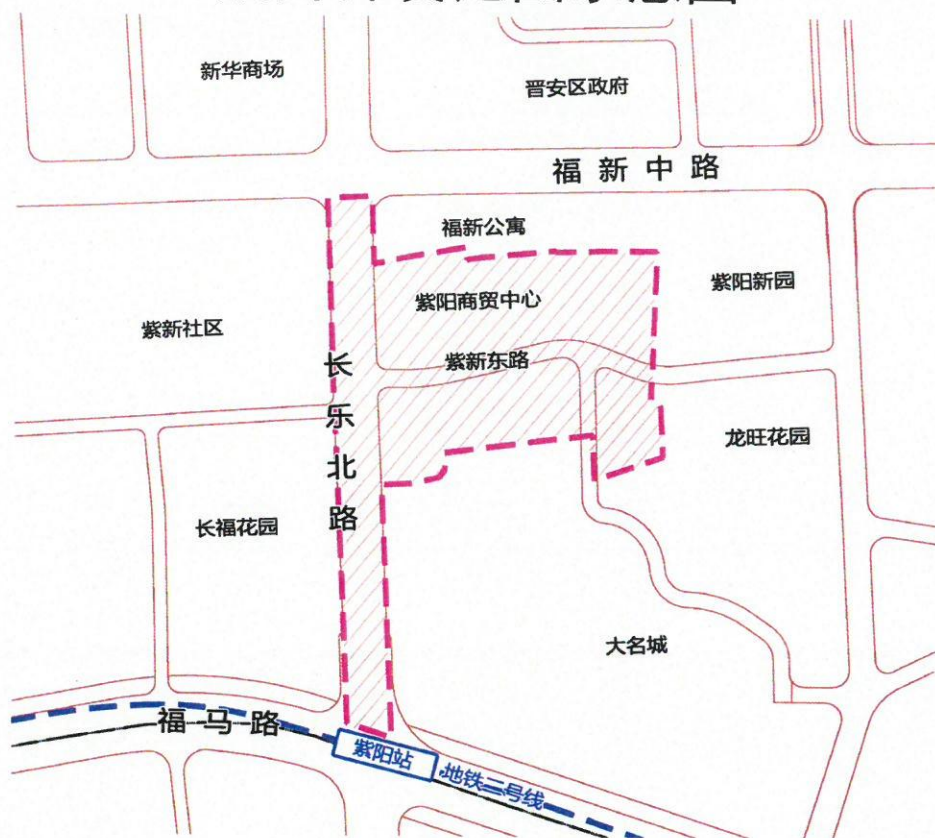 新华商场
晋安区政府
福新中路
福新公寓
紫阳商贸中心
紫阳新园
紫新社区
紫新东路
长乐北路
龙旺花园
长福花园
大名城
福马路
紫阳站
地铁二号线